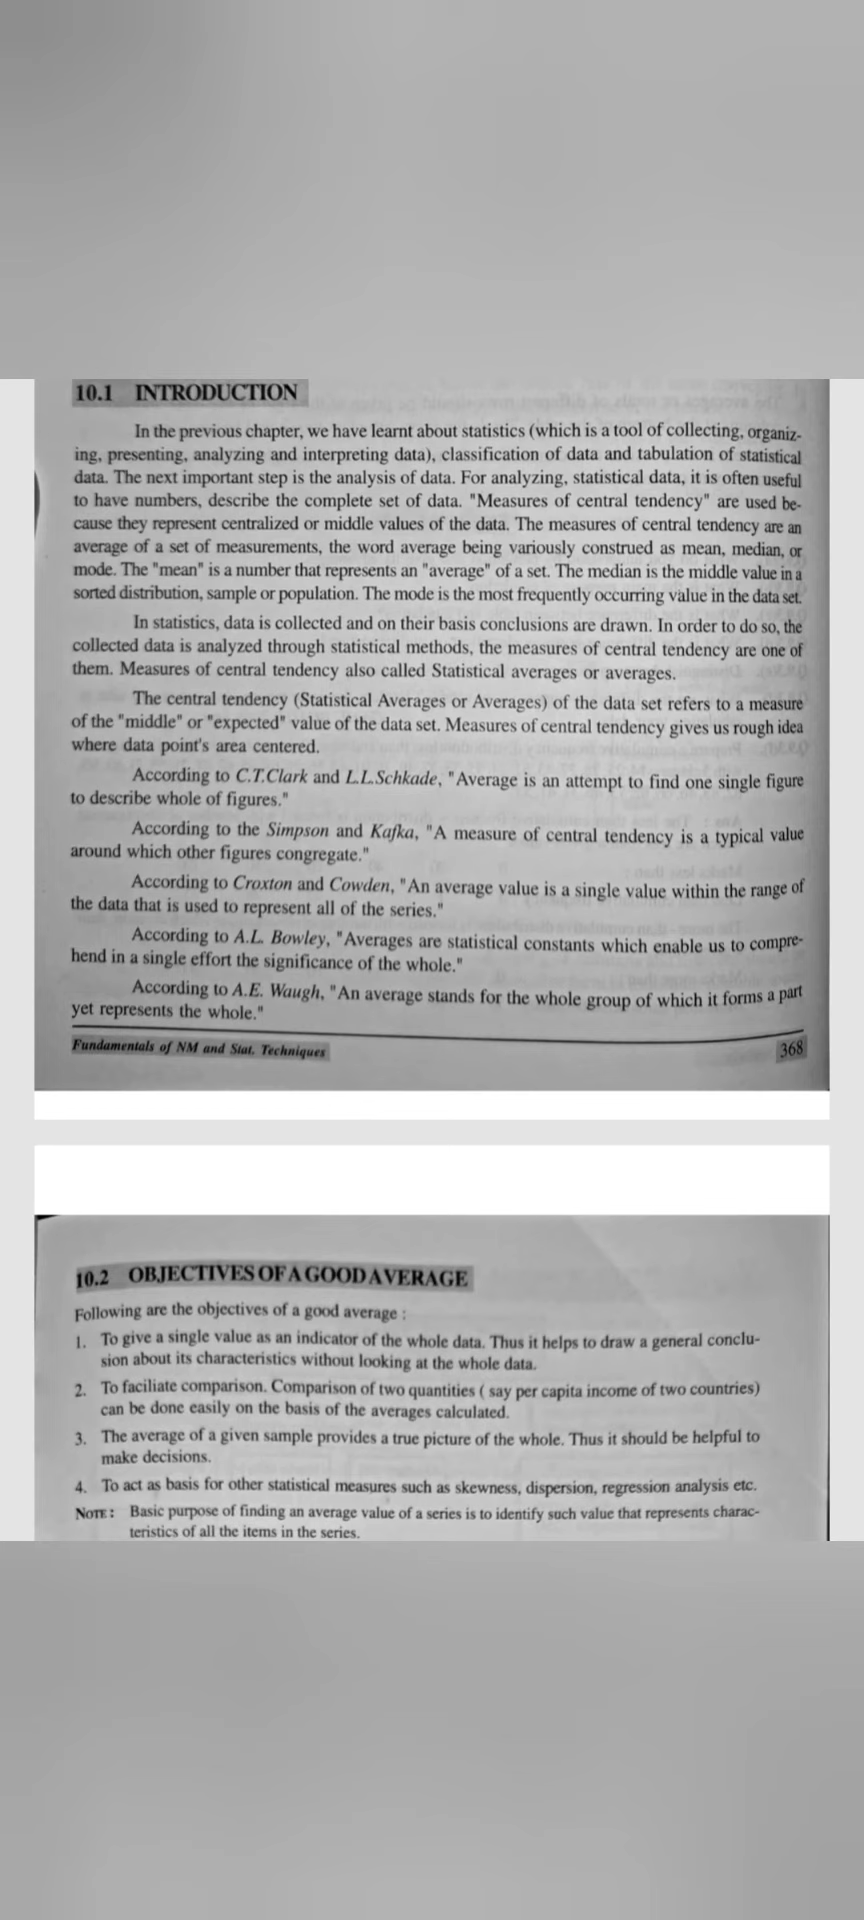 10.1 INTRODUCTION
In the previous chapter, we have learnt about statistics (which is a tool of collecting, organiz-
ing, presenting, analyzing and interpreting data), classification of data and tabulation of statistical
data. The next important step is the analysis of data. For analyzing, statistical data, it is often useful
to have numbers, describe the complete set of data. "Measures of central tendency" are used be-
cause they represent centralized or middle values of the data. The measures of central tendency are an
average of a set of measurements, the word average being variously construed as mean, median, or
mode. The "mean" is a number that represents an "average" of a set. The median is the middle value in a
sorted distribution, sample or population. The mode is the most frequently occurring value in the data set.
In statistics, data is collected and on their basis conclusions are drawn. In order to do so, the
collected data is analyzed through statistical methods, the measures of central tendency are one of
them. Measures of central tendency also called Statistical averages or averages.
The central tendency (Statistical Averages or Averages) of the data set refers to a measure
of the "middle" or "expected" value of the data set. Measures of central tendency gives us rough idea
where data point's area centered.
According to C.T.Clark and L.L.Schkade, "Average is an attempt to find one single figure
to describe whole of figures."
According to the Simpson and Kafka, "A measure of central tendency is a typical value
around which other figures congregate."
According to Croxton and Cowden, "An average value is a single value within the range of
the data that is used to represent all of the series."
According to A.L. Bowley, "Averages are statistical constants which enable us to compre-
hend in a single effort the significance of the whole."
According to A.E. Waugh, "An average stands for the whole group of which it forms a part
yet represents the whole."
Fundamentals of NM and Stat. Techniques 368
10.2 OBJECTIVES OF A GOOD AVERAGE
Following are the objectives of a good average :
1. To give a single value as an indicator of the whole data. Thus it helps to draw a general conclu-
sion about its characteristics without looking at the whole data.
2. To faciliate comparison. Comparison of two quantities ( say per capita income of two countries)
can be done easily on the basis of the averages calculated.
3. The average of a given sample provides a true picture of the whole. Thus it should be helpful to
make decisions.
4. To act as basis for other statistical measures such as skewness, dispersion, regression analysis etc.
NOTE : Basic purpose of finding an average value of a series is to identify such value that represents charac-
teristics of all the items in the series.